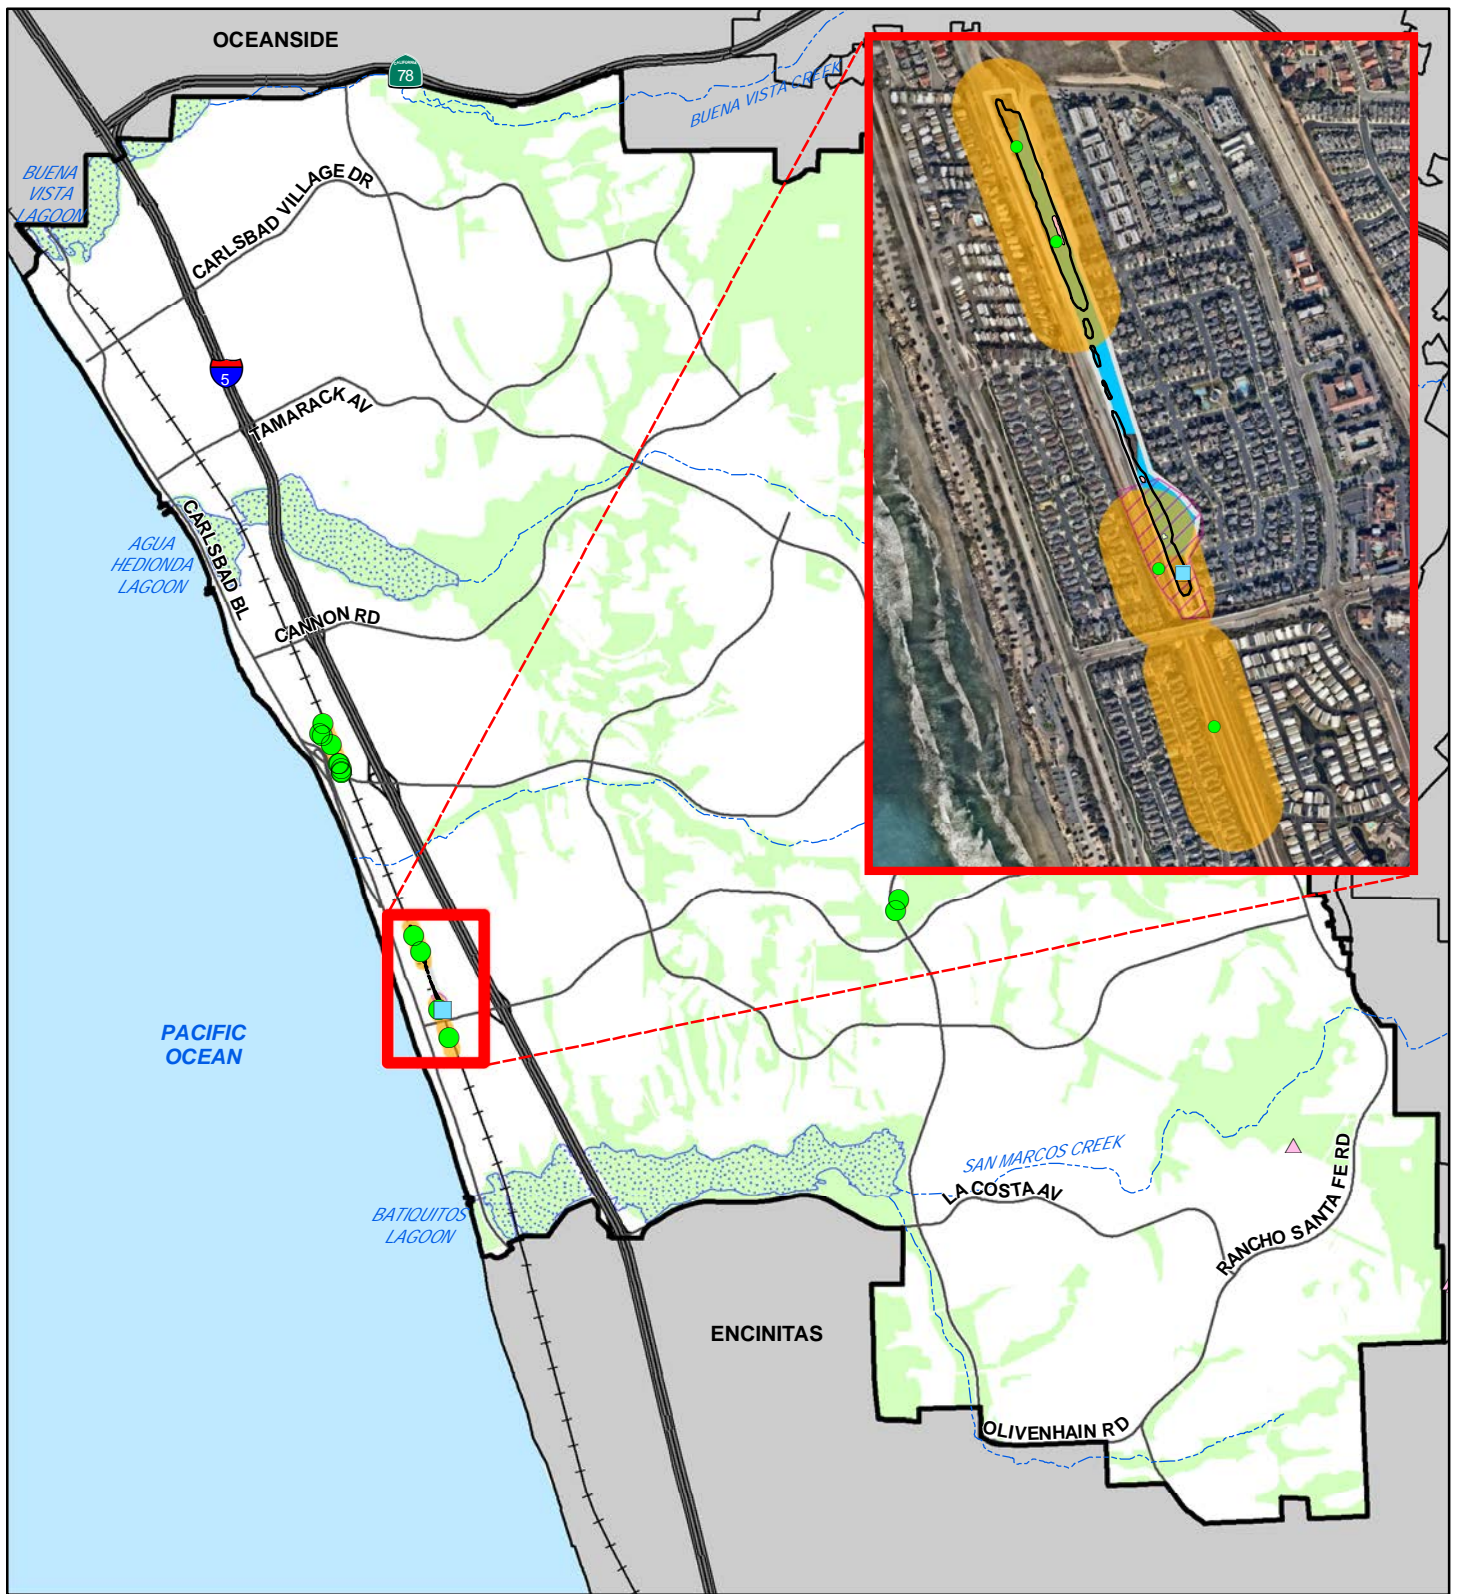 OCEANSIDE
CALIFORNIA
78
BUENA VISTA CREEK
BUENA
VISTA
LAGOON
CARLSBAD VILLAGE DR
5
TAMARACK AV
CARLSBAD BL
AGUA
HEDIONDA
LAGOON
CANNON RD
PACIFIC
OCEAN
SAN MARCOS CREEK
LA COSTA AV
RANCHO SANTA FE RD
BATIQUITOS
LAGOON
ENCINITAS
OLIVENHAIN RD